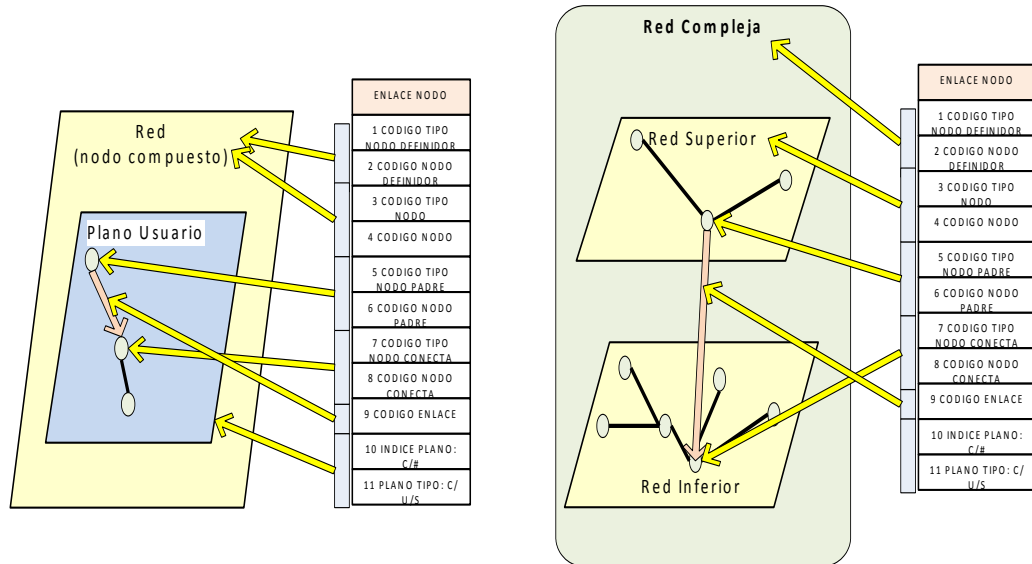 Red
(nodo compuesto)
Plano Usuario
ENLACE NODO
1 CODIGO TIPO
NODO DEFINIDOR
2 CODIGO NODO
DEFINIDOR
3 CODIGO TIPO
NODO
4 CODIGO NODO
5 CODIGO TIPO
NODO PADRE
6 CODIGO NODO
PADRE
7 CODIGO TIPO
NODO CONECTA
8 CODIGO NODO
CONECTA
9 CODIGO ENLACE
10 INDICE PLANO:
C/#
11 PLANO TIPO: C/
U/S
Red Compleja
Red Superior
Red Inferior
ENLACE NODO
1 CODIGO TIPO
NODO DEFINIDOR
2 CODIGO NODO
DEFINIDOR
3 CODIGO TIPO
NODO
4 CODIGO NODO
5 CODIGO TIPO
NODO PADRE
6 CODIGO NODO
PADRE
7 CODIGO TIPO
NODO CONECTA
8 CODIGO NODO
CONECTA
9 CODIGO ENLACE
10 INDICE PLANO:
C/#
11 PLANO TIPO: C/
U/S